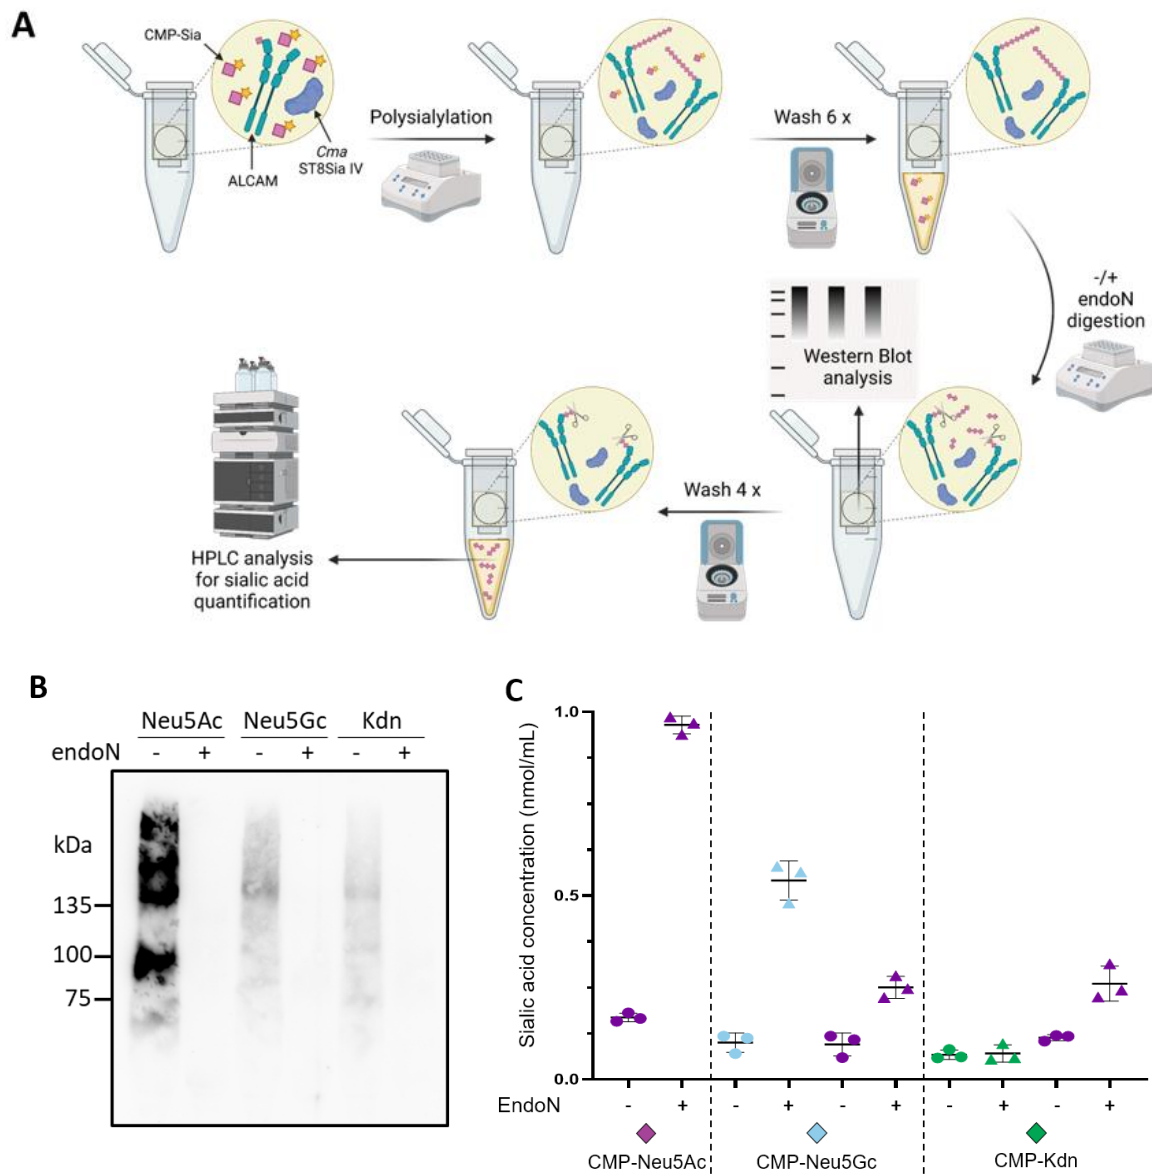 A
CMP-Sia
Cma
ST8Sia IV
ALCAM
Polysialylation
Wash 6 x
-/+
endoN
digestion
Western Blot
analysis
Wash 4 x
HPLC analysis
for sialic acid
quantification
B
Neu5Ac Neu5Gc Kdn
endoN - + - + - +
kDa
135
100
75
C
Sialic acid concentration (nmol/mL)
1.0
0.5
0.0
EndoN - + - + - + - + - +
CMP-Neu5Ac CMP-Neu5Gc CMP-Kdn